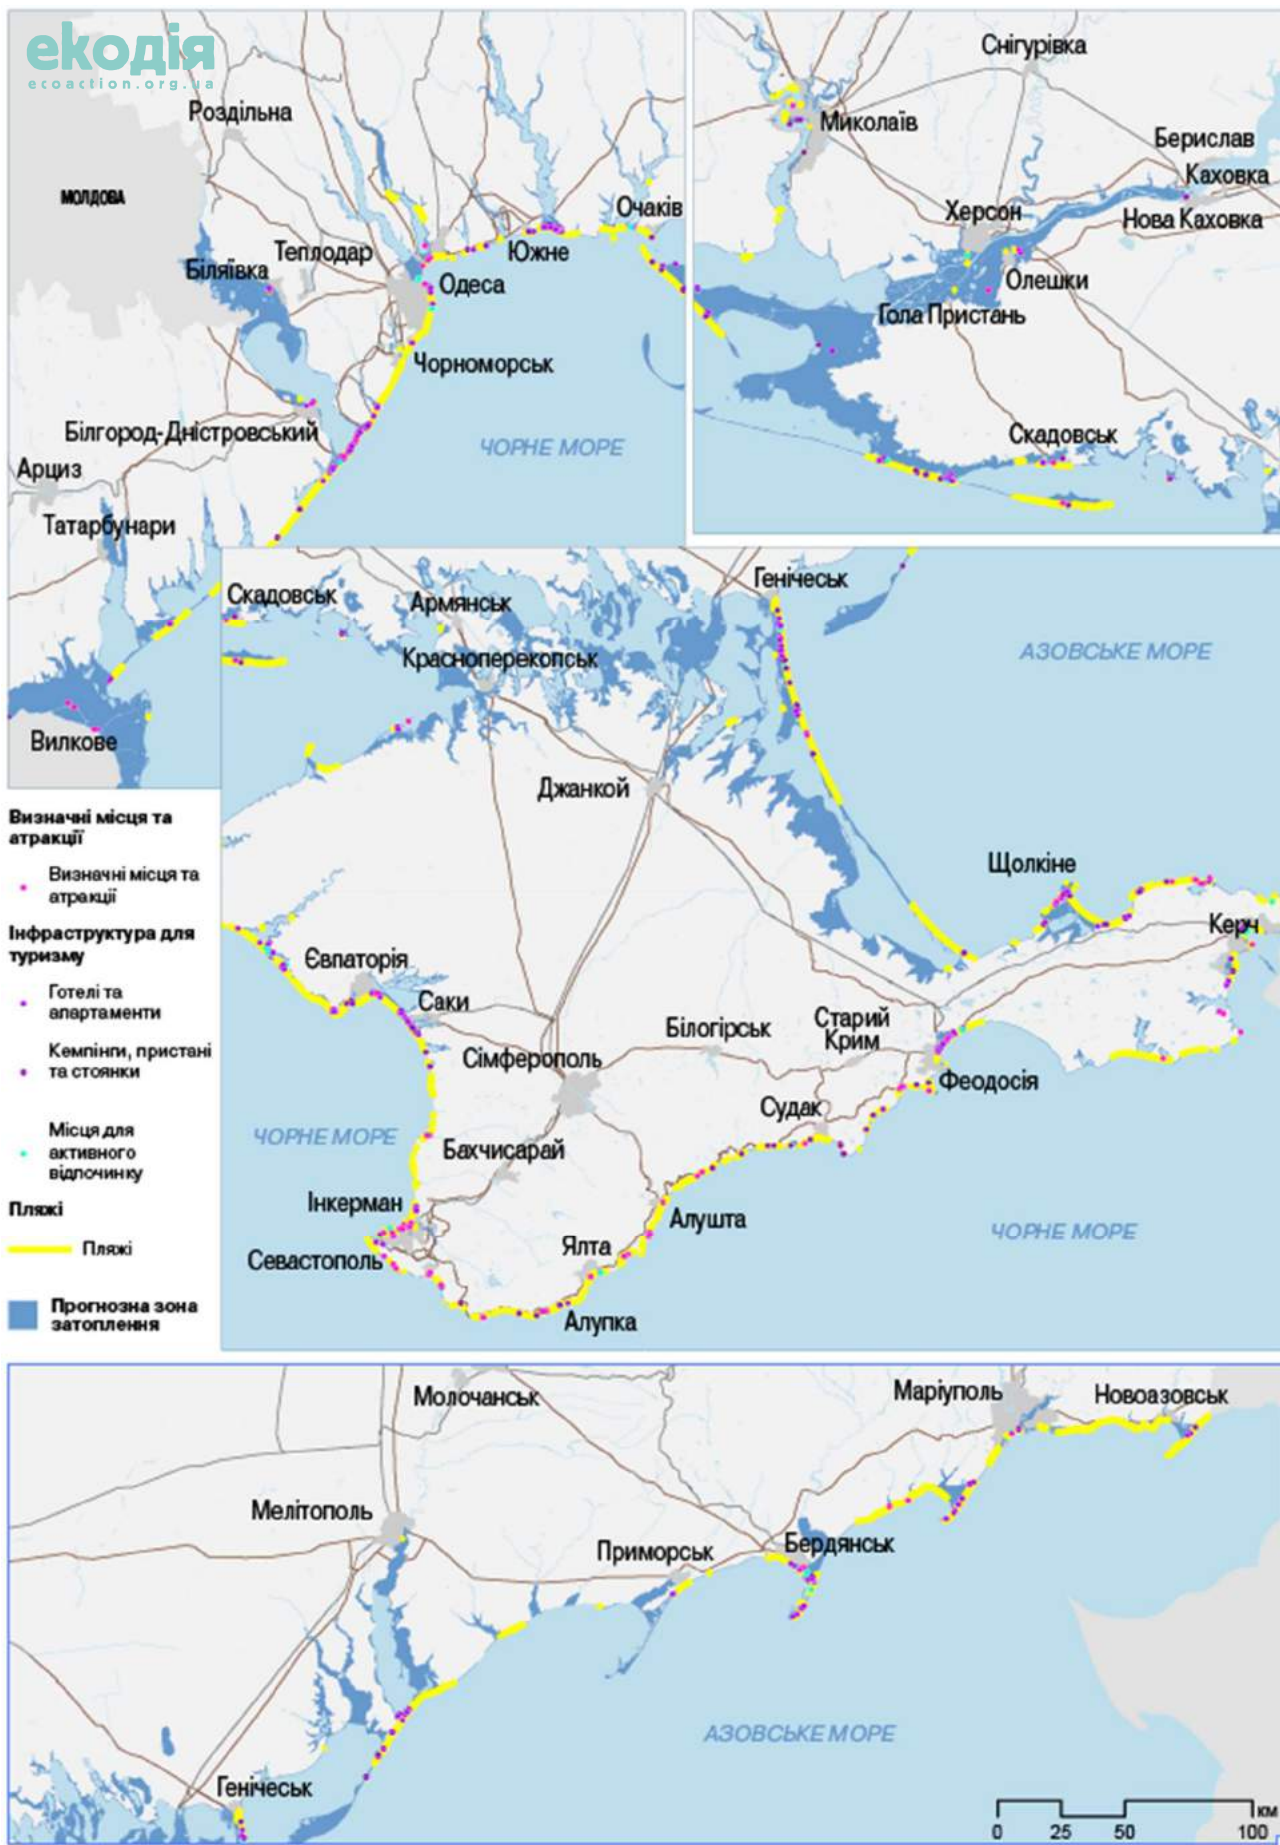 екодія
ecoaction.org.ua
Роздільна
МОЛДОВА
Теплодар
Біляївка
Одеса
Южне
Очаків
Чорноморськ
Білгород-Дністровський
ЧОРНЕ МОРЕ
Арциз
Татарбунари
Вилкове
Снігурівка
Миколаїв
Берислав
Каховка
Херсон
Нова Каховка
Олешки
Гола Пристань
Скадовськ
Скадовськ
Армянськ
Генічеськ
Красноперекопськ
АЗОВСЬКЕ МОРЕ
Джанкой
Щолкіне
Керч
Євпаторія
Саки
Сімферополь
Білогірськ
Старий
Крим
Феодосія
Судак
ЧОРНЕ МОРЕ
Бахчисарай
Інкерман
Алушта
ЧОРНЕ МОРЕ
Ялта
Севастополь
Алупка
Визначні місця та
атракції
Визначні місця та
атракції
Інфраструктура для
туризму
Готелі та
апартаменти
Кемпінги, пристані
та стоянки
Місця для
активного
відпочинку
Пляжі
Пляжі
Прогнозна зона
затоплення
Молочанськ
Маріуполь
Новоазовськ
Мелітополь
Приморськ
Бердянськ
АЗОВСЬКЕ МОРЕ
Генічеськ
км
0 25 50 100